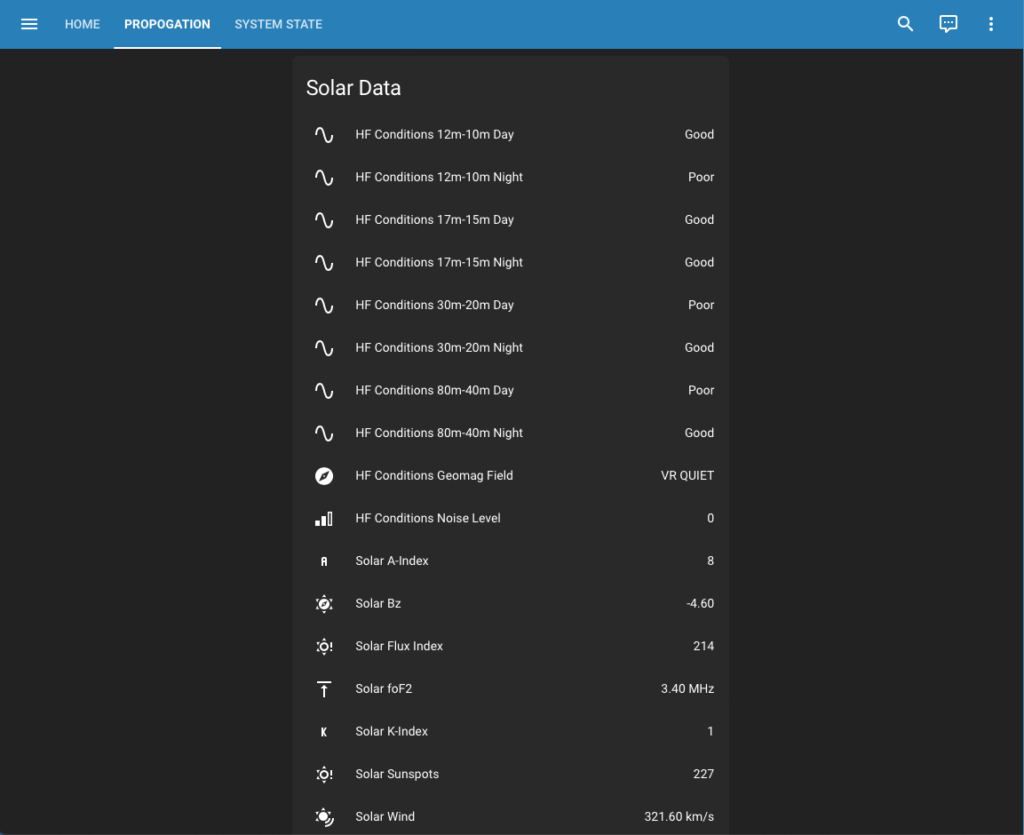 HOME PROPOGATION SYSTEM STATE
Solar Data
HF Conditions 12m-10m Day Good
HF Conditions 12m-10m Night Poor
HF Conditions 17m-15m Day Good
HF Conditions 17m-15m Night Good
HF Conditions 30m-20m Day Poor
HF Conditions 30m-20m Night Good
HF Conditions 80m-40m Day Poor
HF Conditions 80m-40m Night Good
HF Conditions Geomag Field VR QUIET
HF Conditions Noise Level 0
A Solar A-Index 8
Solar Bz -4.60
Solar Flux Index 214
Solar foF2 3.40 MHz
K Solar K-Index 1
Solar Sunspots 227
Solar Wind 321.60 km/s